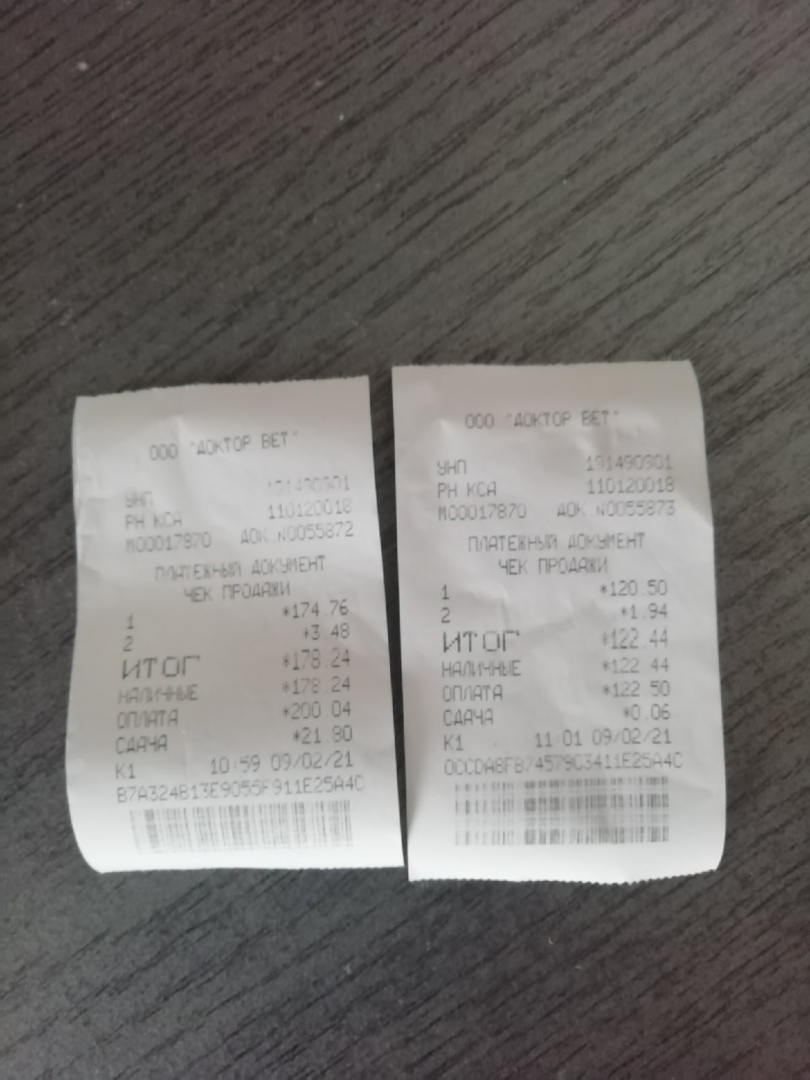 ООО "ДОКТОР ВЕТ"
УНП 191490901
РН КСА 110120018
М00017870 ДОК.N0055872
ПЛАТЕЖНЫЙ ДОКУМЕНТ
ЧЕК ПРОДАЖИ
1 *174.76
2 *3.48
ИТОГ *178.24
НАЛИЧНЫЕ *178.24
ОПЛАТА *200.04
СДАЧА *21.80
К1 10:59 09/02/21
B7A324B13E9055F911E25A4C
ООО "ДОКТОР ВЕТ"
УНП 191490901
РН КСА 110120018
М00017870 ДОК.N0055873
ПЛАТЕЖНЫЙ ДОКУМЕНТ
ЧЕК ПРОДАЖИ
1 *120.50
2 *1.94
ИТОГ *122.44
НАЛИЧНЫЕ *122.44
ОПЛАТА *122.50
СДАЧА *0.06
К1 11:01 09/02/21
0CCDA8FB74579C3411E25A4C